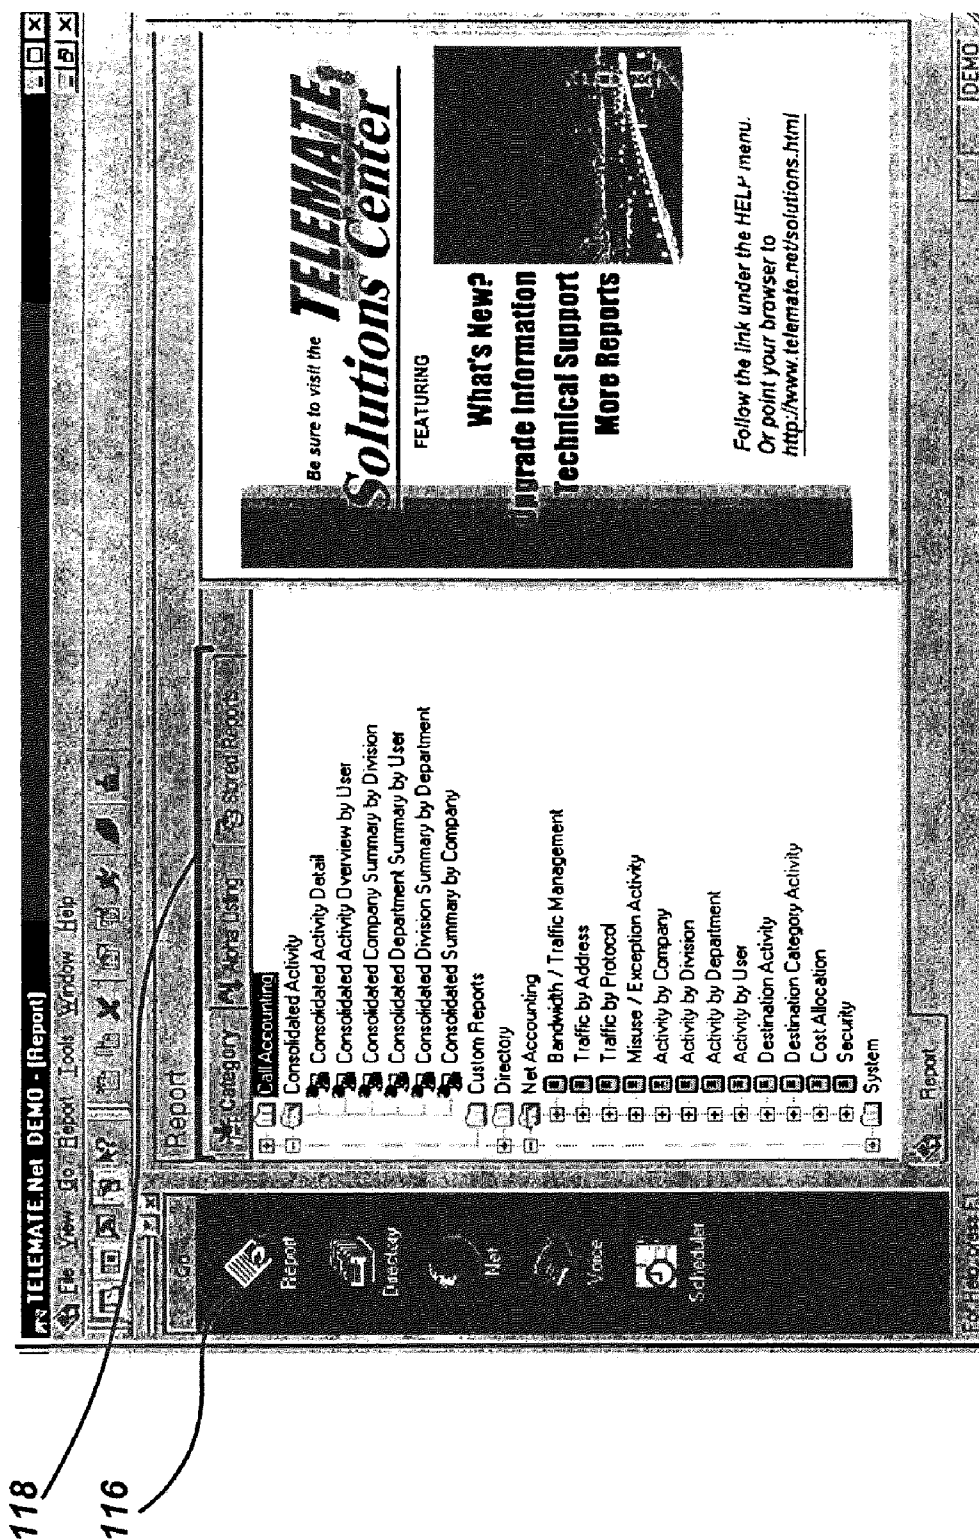 118
116
TELEMATE.Net DEMO - [Report]
File View Go Report Tools Window Help
Go
Report
Directory
Net
Voice
Scheduler
Report
Category
Alpha Listing
Stored Reports
Call Accounting
Consolidated Activity
Consolidated Activity Detail
Consolidated Activity Overview by User
Consolidated Company Summary by Division
Consolidated Department Summary by User
Consolidated Division Summary by Department
Consolidated Summary by Company
Custom Reports
Directory
Net Accounting
Bandwidth / Traffic Management
Traffic by Address
Traffic by Protocol
Misuse / Exception Activity
Activity by Company
Activity by Division
Activity by Department
Activity by User
Destination Activity
Destination Category Activity
Cost Allocation
Security
System
Report
Be sure to visit the
TELEMATE
Solutions Center
FEATURING
What's New?
Upgrade Information
Technical Support
More Reports
Follow the link under the HELP menu.
Or point your browser to
http://www.telemate.net/solutions.html
DEMO